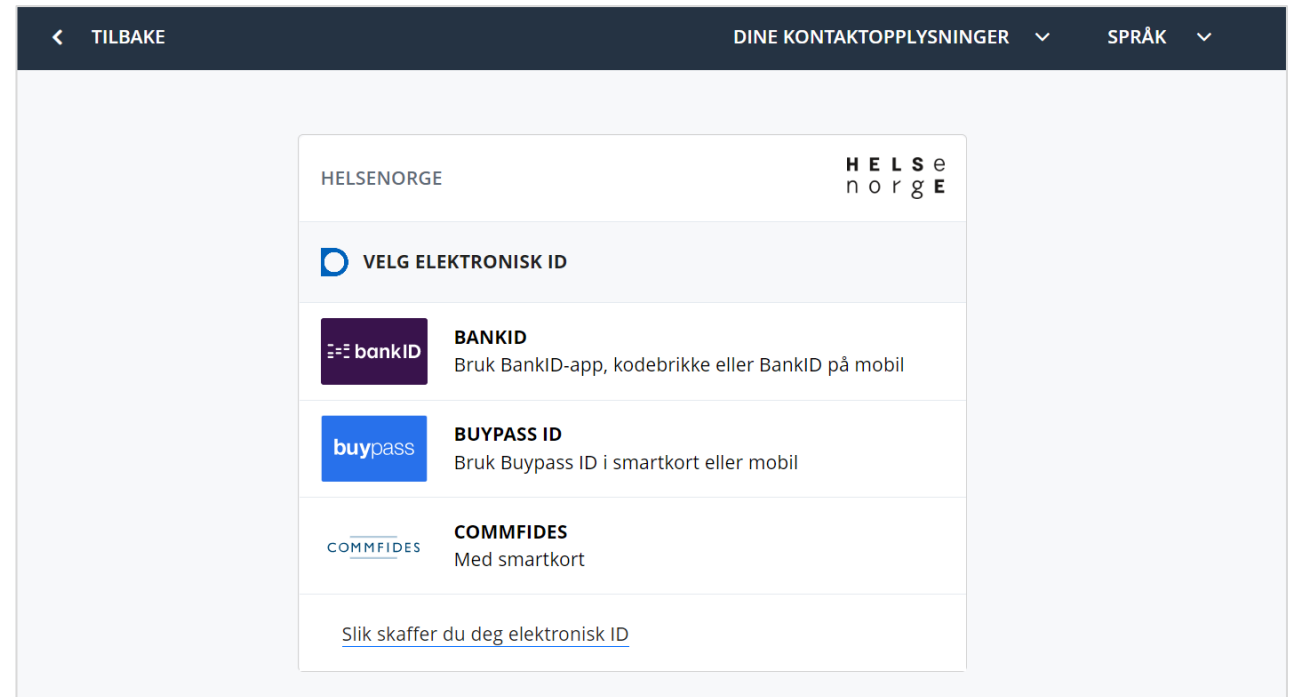 TILBAKE
DINE KONTAKTOPPLYSNINGER
SPRÅK
HELSENORGE
HELSe
norgE
VELG ELEKTRONISK ID
bankID
BANKID
Bruk BankID-app, kodebrikke eller BankID på mobil
buypass
BUYPASS ID
Bruk Buypass ID i smartkort eller mobil
COMMFIDES
COMMFIDES
Med smartkort
Slik skaffer du deg elektronisk ID